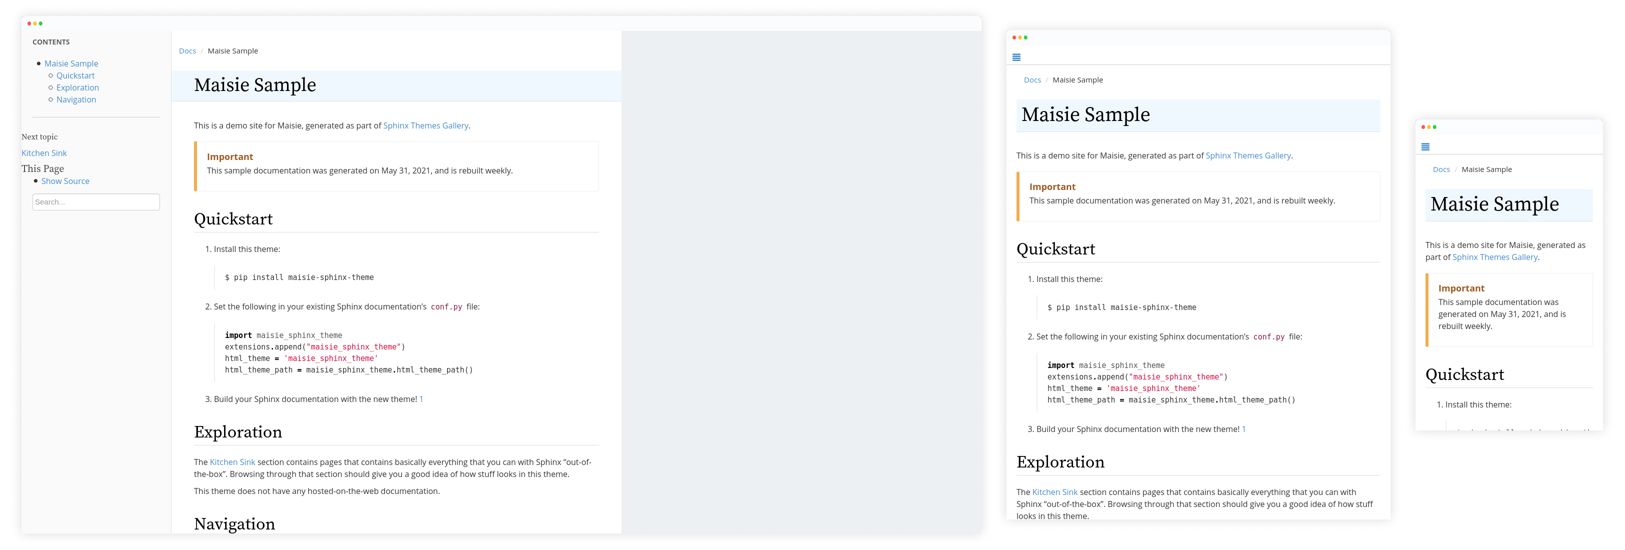 CONTENTS
Maisie Sample
Quickstart
Exploration
Navigation
Next topic
Kitchen Sink
This Page
Show Source
Search...
Docs / Maisie Sample
Maisie Sample
This is a demo site for Maisie, generated as part of Sphinx Themes Gallery.
Important
This sample documentation was generated on May 31, 2021, and is rebuilt weekly.
Quickstart
1. Install this theme:
$ pip install maisie-sphinx-theme
2. Set the following in your existing Sphinx documentation's conf.py file:
import maisie_sphinx_theme
extensions.append("maisie_sphinx_theme")
html_theme = 'maisie_sphinx_theme'
html_theme_path = maisie_sphinx_theme.html_theme_path()
3. Build your Sphinx documentation with the new theme! 1
Exploration
The Kitchen Sink section contains pages that contains basically everything that you can with Sphinx “out-of-
the-box”. Browsing through that section should give you a good idea of how stuff looks in this theme.
This theme does not have any hosted-on-the-web documentation.
Navigation
Docs / Maisie Sample
Maisie Sample
This is a demo site for Maisie, generated as part of Sphinx Themes Gallery.
Important
This sample documentation was generated on May 31, 2021, and is rebuilt weekly.
Quickstart
1. Install this theme:
$ pip install maisie-sphinx-theme
2. Set the following in your existing Sphinx documentation's conf.py file:
import maisie_sphinx_theme
extensions.append("maisie_sphinx_theme")
html_theme = 'maisie_sphinx_theme'
html_theme_path = maisie_sphinx_theme.html_theme_path()
3. Build your Sphinx documentation with the new theme! 1
Exploration
The Kitchen Sink section contains pages that contains basically everything that you can with
Sphinx “out-of-the-box”. Browsing through that section should give you a good idea of how stuff
looks in this theme.
Docs / Maisie Sample
Maisie Sample
This is a demo site for Maisie, generated as
part of Sphinx Themes Gallery.
Important
This sample documentation was
generated on May 31, 2021, and is
rebuilt weekly.
Quickstart
1. Install this theme: